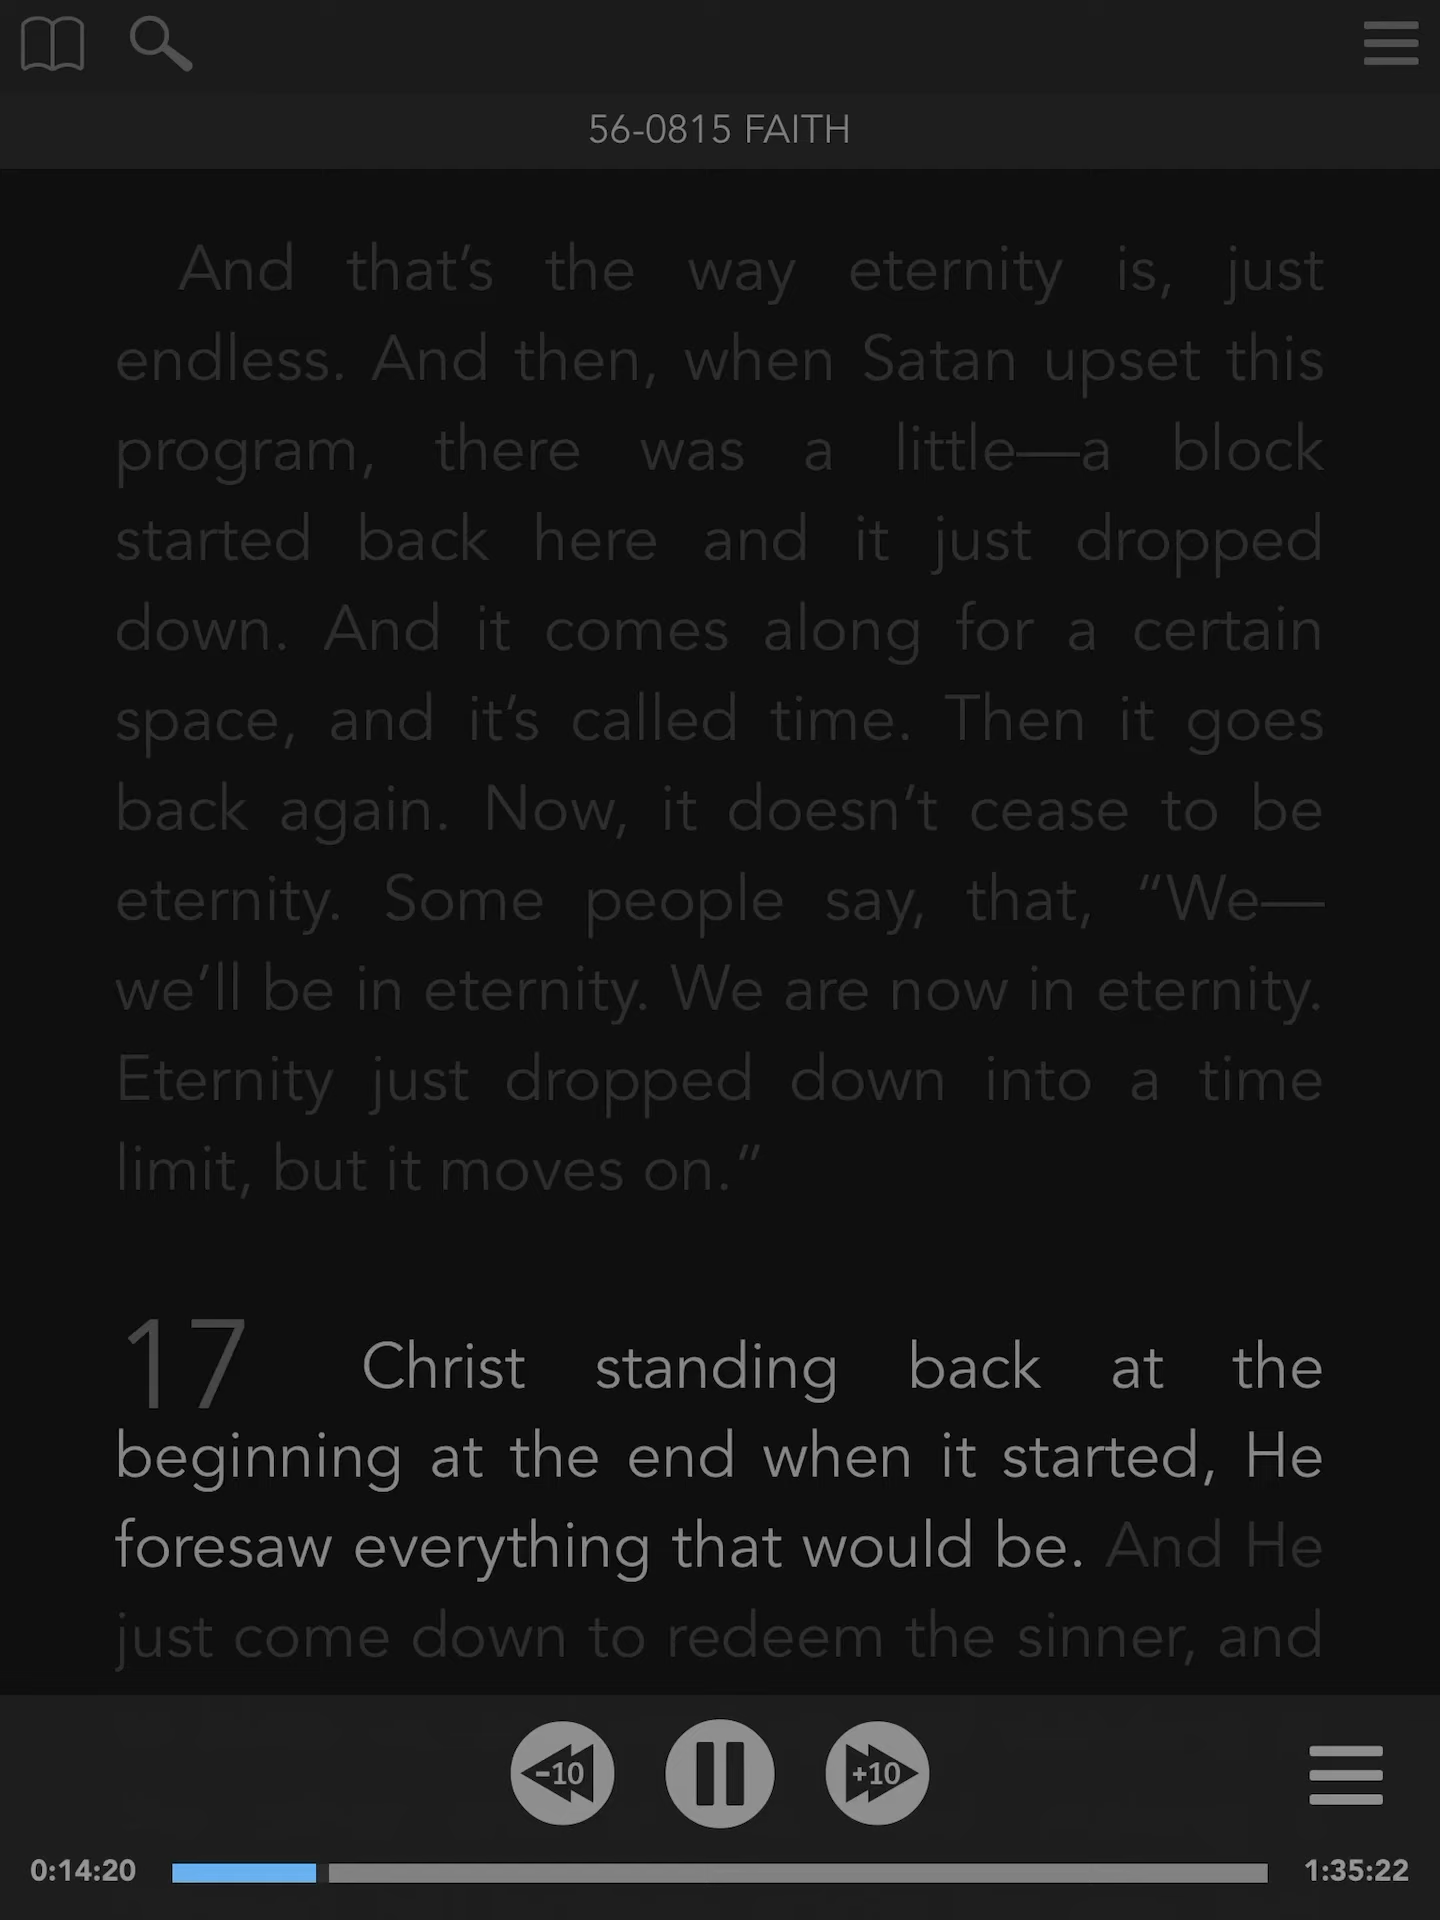 56-0815 FAITH
And that’s the way eternity is, just
endless. And then, when Satan upset this
program, there was a little—a block
started back here and it just dropped
down. And it comes along for a certain
space, and it’s called time. Then it goes
back again. Now, it doesn’t cease to be
eternity. Some people say, that, “We—
we’ll be in eternity. We are now in eternity.
Eternity just dropped down into a time
limit, but it moves on.”
17 Christ standing back at the
beginning at the end when it started, He
foresaw everything that would be. And He
just come down to redeem the sinner, and
-10 +10
0:14:20 1:35:22